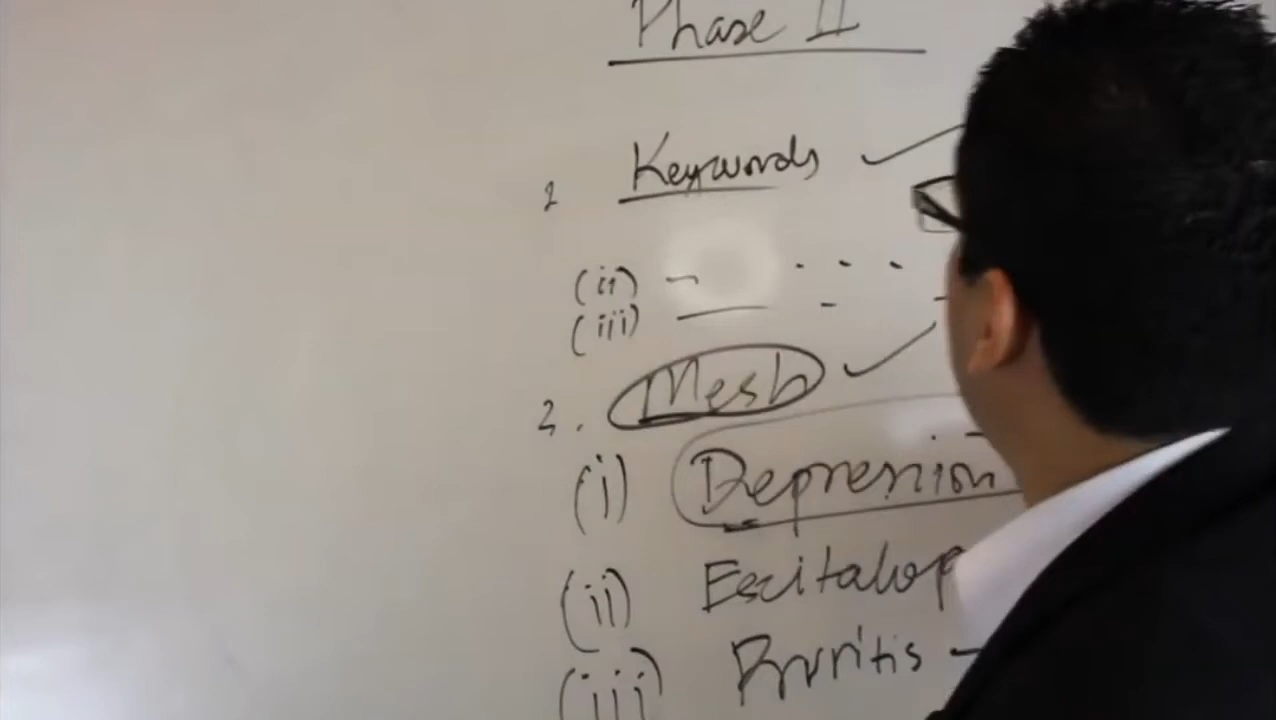 Phase II
1 Keywords
(ii)
(iii)
2. Mesh
(i) Depression
(ii) Escitalop
(iii) Pruritis